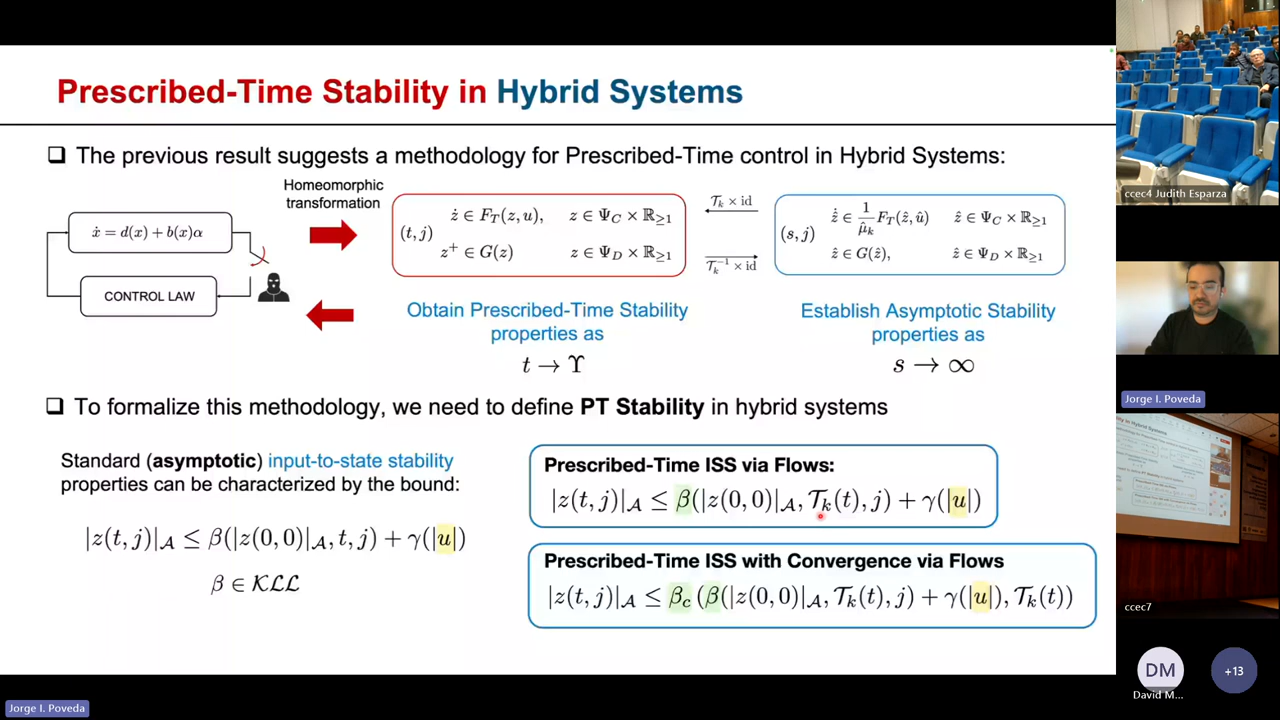 Prescribed-Time Stability in Hybrid Systems
❑ The previous result suggests a methodology for Prescribed-Time control in Hybrid Systems:
Homeomorphic
transformation
ẋ = d(x) + b(x)α
CONTROL LAW
(t, j)
ż ∈ F_T(z, u), z ∈ Ψ_C × ℝ_≥1
z⁺ ∈ G(z) z ∈ Ψ_D × ℝ_≥1
𝒯_k × id
𝒯_k⁻¹ × id
(s, j)
ẑ̇ ∈ 1/μ̂_k F_T(ẑ, û) ẑ ∈ Ψ_C × ℝ_≥1
ẑ ∈ G(ẑ), ẑ ∈ Ψ_D × ℝ_≥1
Obtain Prescribed-Time Stability
properties as
t → ϒ
Establish Asymptotic Stability
properties as
s → ∞
❑ To formalize this methodology, we need to define PT Stability in hybrid systems
Standard (asymptotic) input-to-state stability
properties can be characterized by the bound:
|z(t, j)|_𝒜 ≤ β(|z(0, 0)|_𝒜, t, j) + γ(|u|)
β ∈ 𝒦ℒℒ
Prescribed-Time ISS via Flows:
|z(t, j)|_𝒜 ≤ β(|z(0, 0)|_𝒜, 𝒯_k(t), j) + γ(|u|)
Prescribed-Time ISS with Convergence via Flows
|z(t, j)|_𝒜 ≤ β_c (β(|z(0, 0)|_𝒜, 𝒯_k(t), j) + γ(|u|), 𝒯_k(t))
Jorge I. Poveda
ccec4 Judith Esparza
Jorge I. Poveda
ccec7
DM
David M...
+13